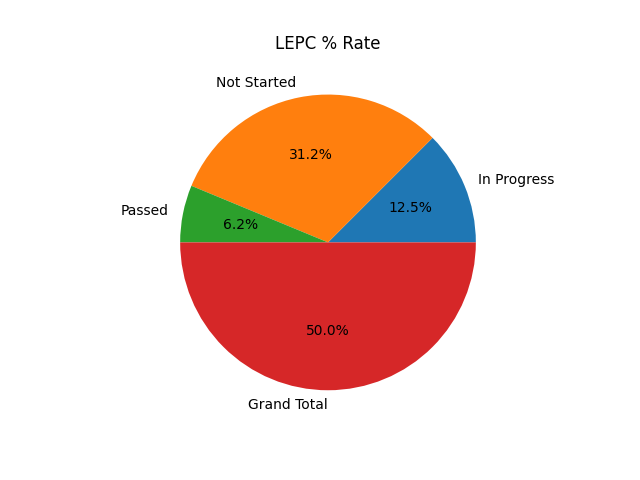 LEPC % Rate
Not Started
31.2%
In Progress
12.5%
Passed
6.2%
50.0%
Grand Total